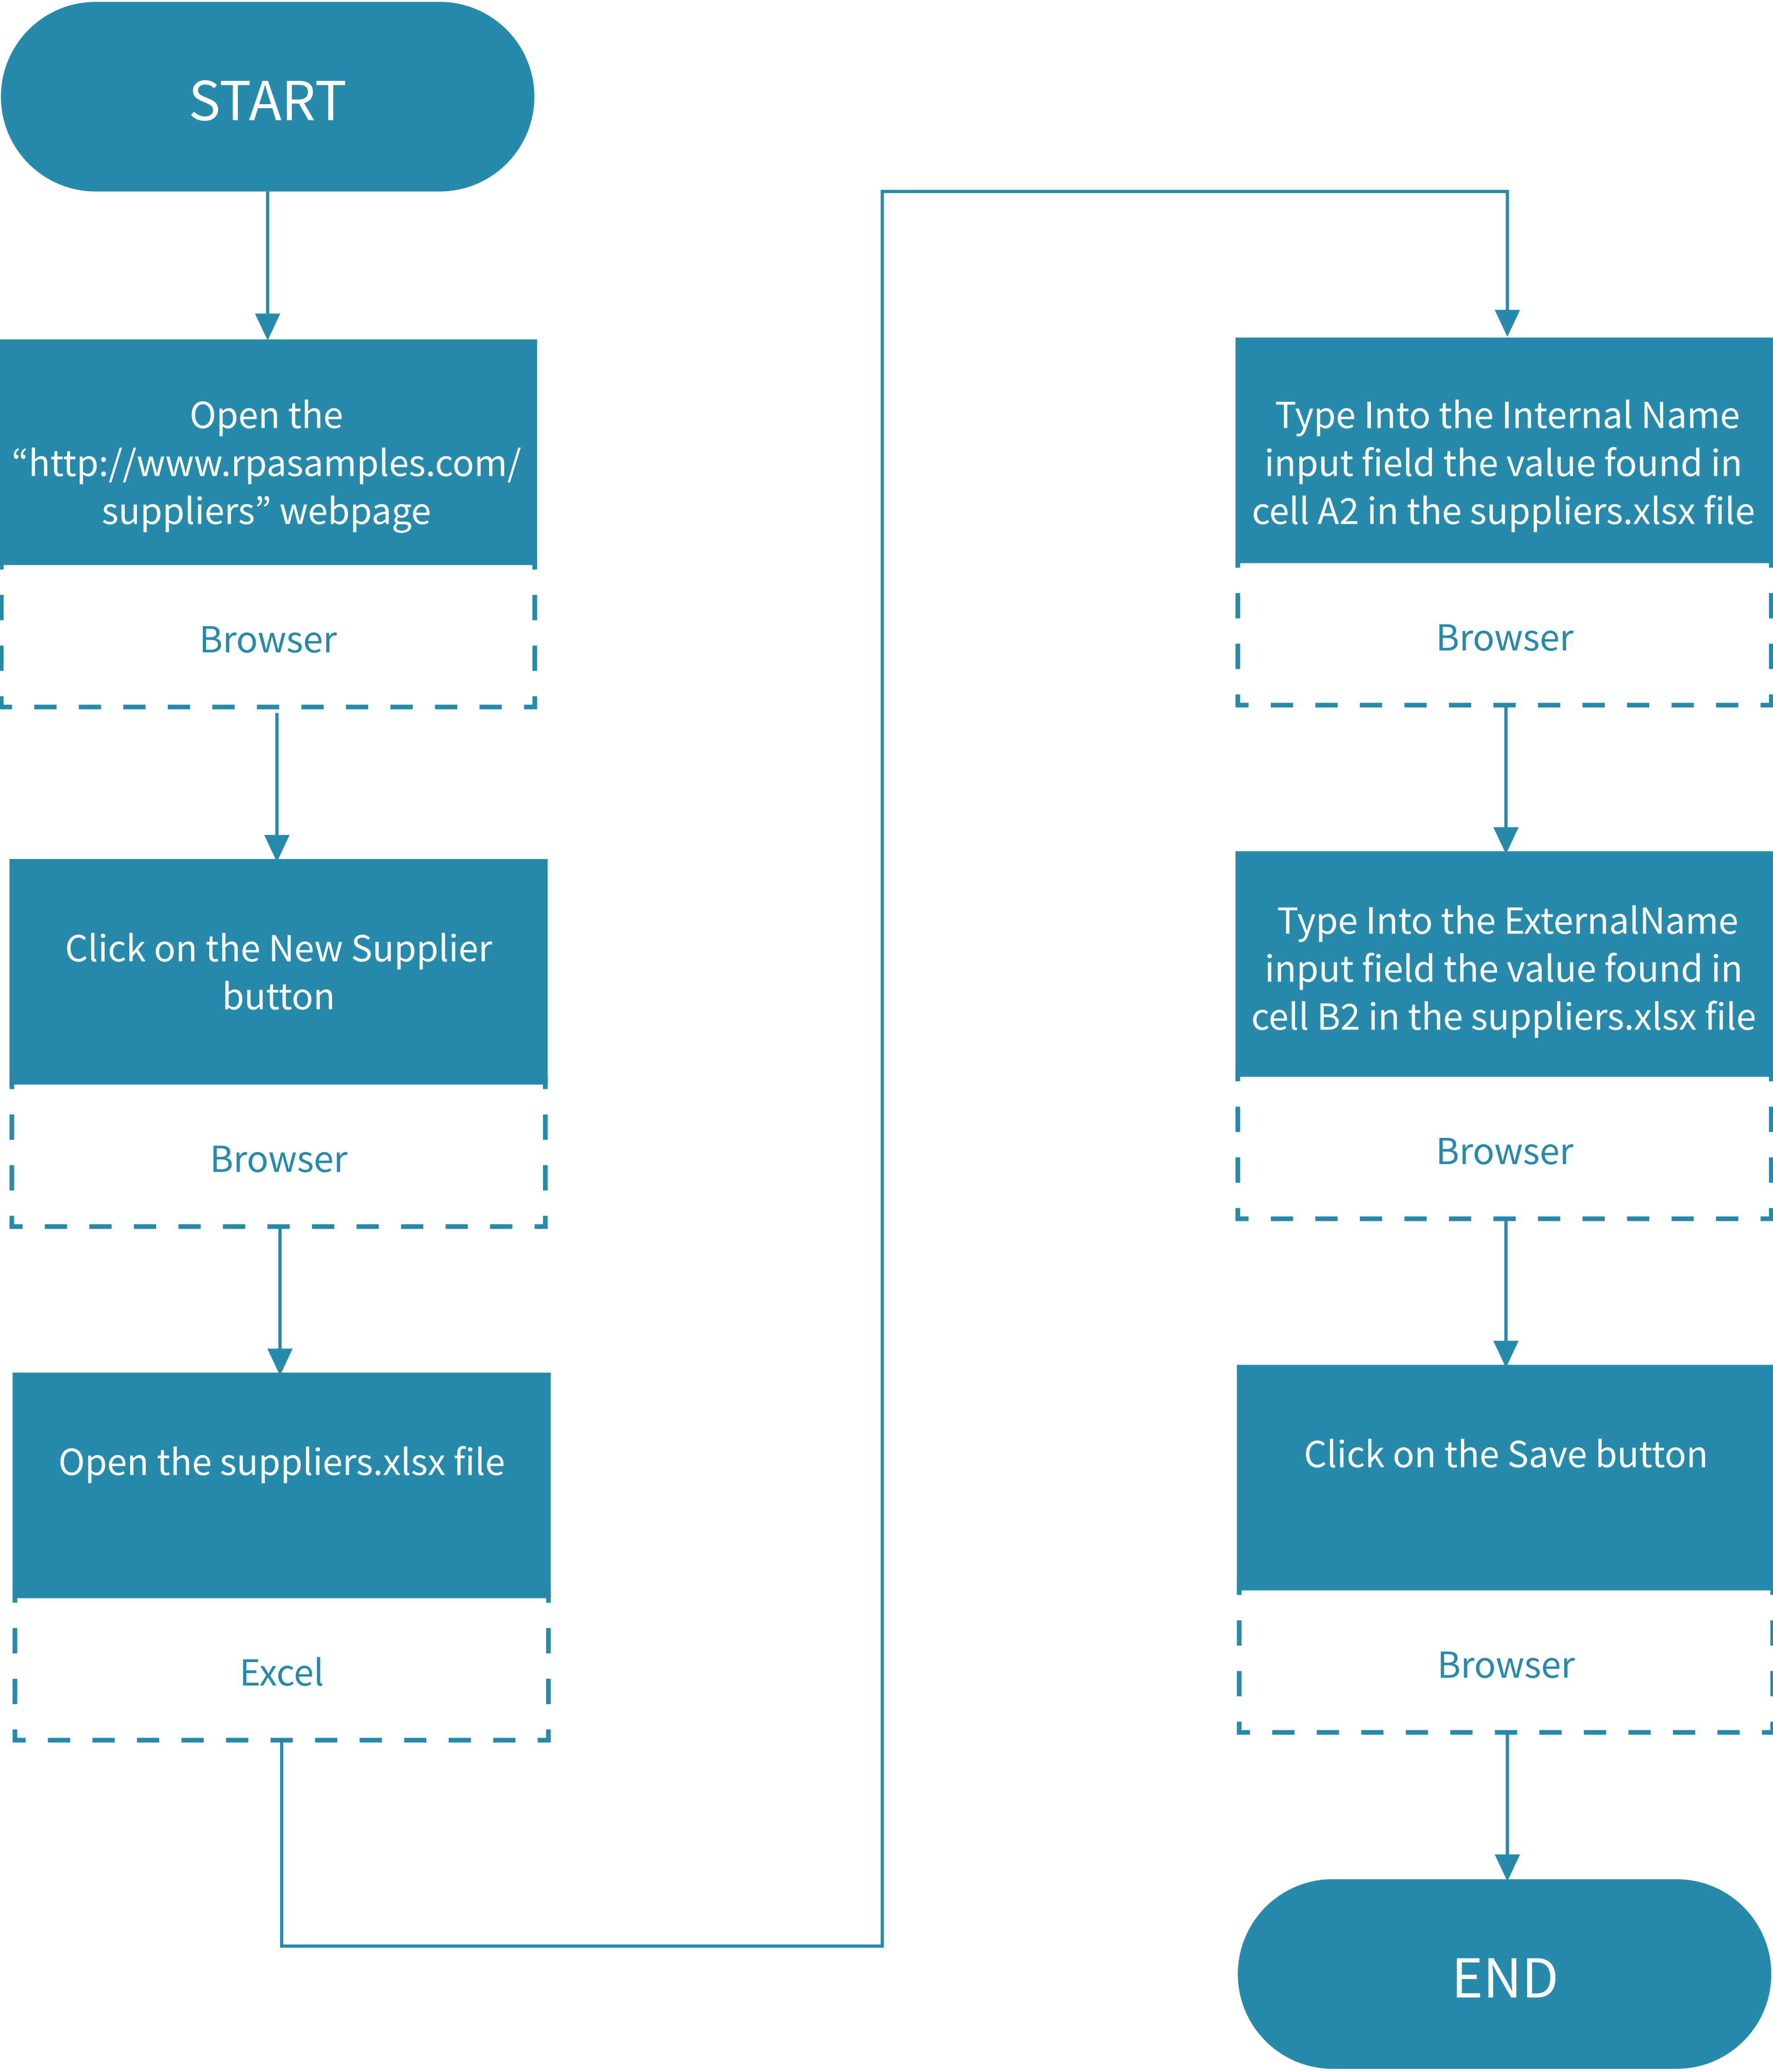 START
Open the
“http://www.rpasamples.com/
suppliers” webpage
Browser
Click on the New Supplier
button
Browser
Open the suppliers.xlsx file
Excel
Type Into the Internal Name
input field the value found in
cell A2 in the suppliers.xlsx file
Browser
Type Into the ExternalName
input field the value found in
cell B2 in the suppliers.xlsx file
Browser
Click on the Save button
Browser
END